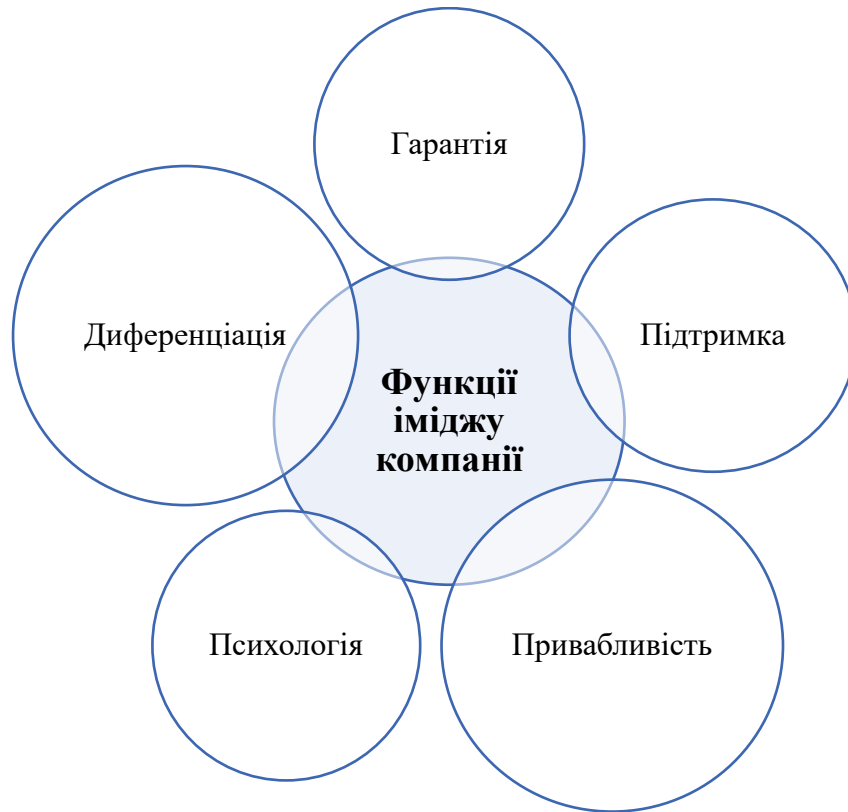 Гарантія
Диференціація
Підтримка
Функції
іміджу
компанії
Психологія
Привабливість